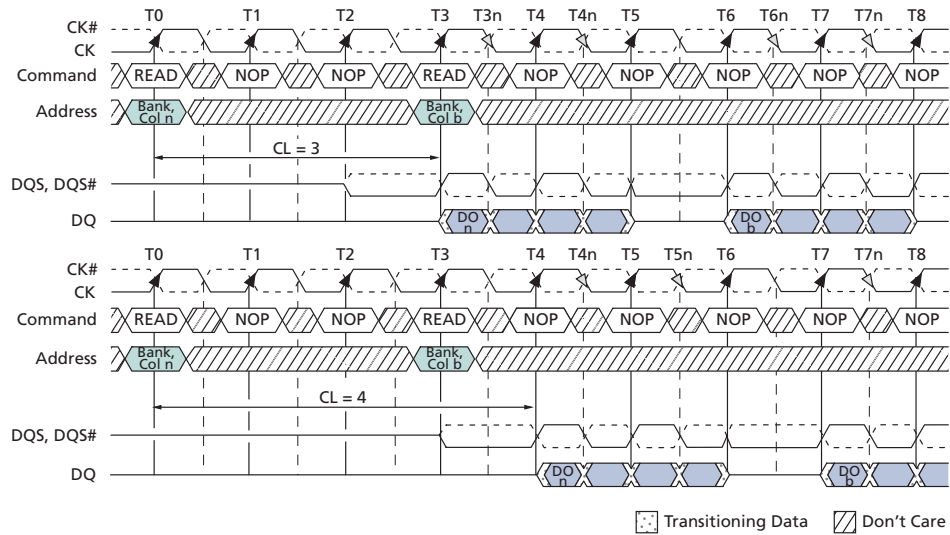 T0 T1 T2 T3 T3n T4 T4n T5 T6 T6n T7 T7n T8
CK#
CK
Command READ NOP NOP READ NOP NOP NOP NOP NOP
Address Bank, Col n Bank, Col b
CL = 3
DQS, DQS#
DQ DO n DO b
T0 T1 T2 T3 T4 T4n T5 T5n T6 T7 T7n T8
CK#
CK
Command READ NOP NOP READ NOP NOP NOP NOP NOP
Address Bank, Col n Bank, Col b
CL = 4
DQS, DQS#
DQ DO n DO b
Transitioning Data Don't Care